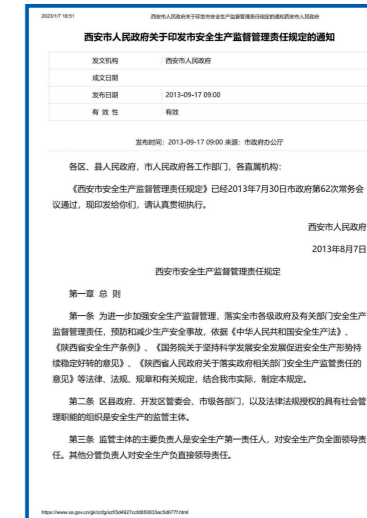 2023/1/7 18:51 西安市人民政府关于印发市安全生产监督管理责任规定的通知西安市人民政府
西安市人民政府关于印发市安全生产监督管理责任规定的通知
发文机构 西安市人民政府
成文日期
发布日期 2013-09-17 09:00
有 效 性 有效
发布时间：2013-09-17 09:00 来源：市政府办公厅
各区、县人民政府，市人民政府各工作部门，各直属机构：
《西安市安全生产监督管理责任规定》已经2013年7月30日市政府第62次常务会
议通过，现印发给你们，请认真贯彻执行。
西安市人民政府
2013年8月7日
西安市安全生产监督管理责任规定
第一章 总 则
第一条 为进一步加强安全生产监督管理，落实全市各级政府及有关部门安全生产
监督管理责任，预防和减少生产安全事故，依据《中华人民共和国安全生产法》、
《陕西省安全生产条例》、《国务院关于坚持科学发展安全发展促进安全生产形势持
续稳定好转的意见》、《陕西省人民政府关于落实政府相关部门安全生产监管责任的
意见》等法律、法规、规章和有关规定，结合我市实际，制定本规定。
第二条 区县政府、开发区管委会、市级各部门，以及法律法规授权的具有社会管
理职能的组织是安全生产的监管主体。
第三条 监管主体的主要负责人是安全生产第一责任人，对安全生产负全面领导责
任。其他分管负责人对安全生产负直接领导责任。